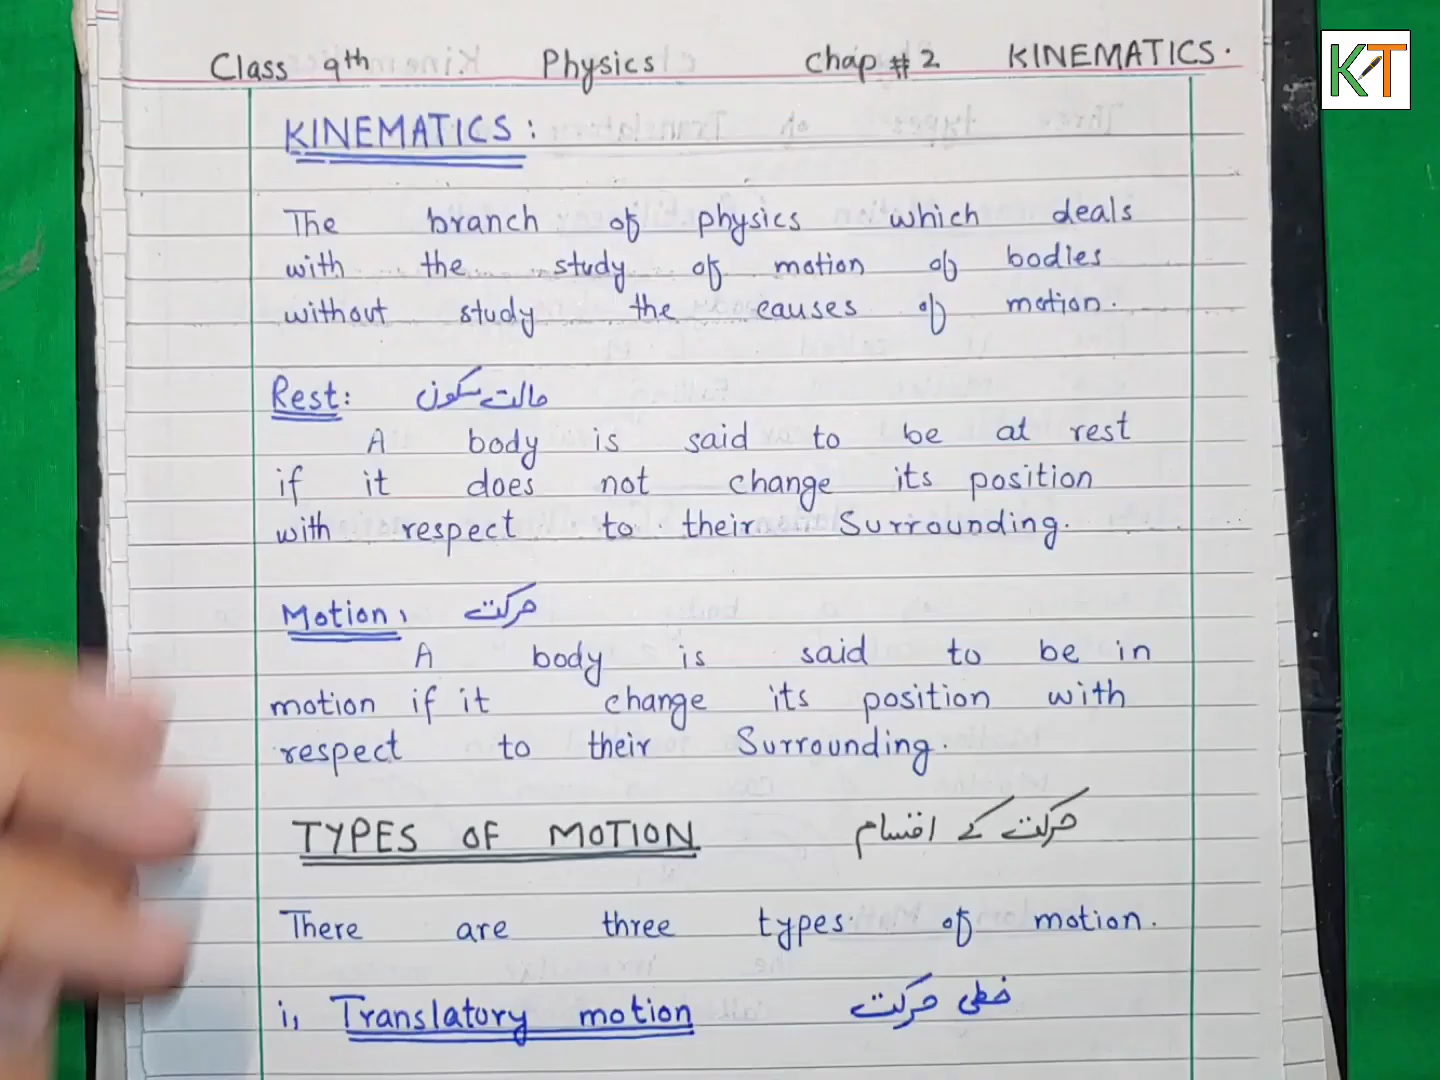 Class 9th Physics Chap # 2 KINEMATICS.
KT
KINEMATICS:
The branch of physics which deals
with the study of motion of bodies
without study the causes of motion.
Rest: حالت سکون
A body is said to be at rest
if it does not change its position
with respect to their Surrounding.
Motion: حرکت
A body is said to be in
motion if it change its position with
respect to their Surrounding.
TYPES OF MOTION حرکت کے اقسام
There are three types of motion.
i, Translatory motion خطی حرکت